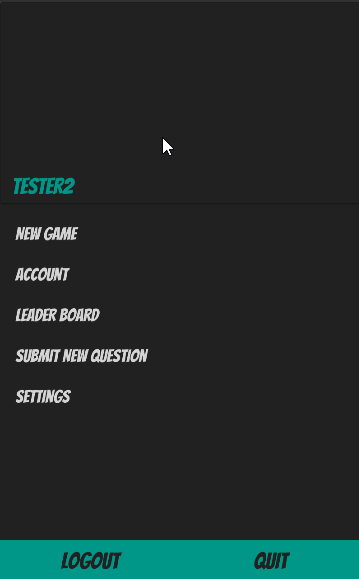 TESTER2
NEW GAME
ACCOUNT
LEADER BOARD
SUBMIT NEW QUESTION
SETTINGS
LOGOUT QUIT